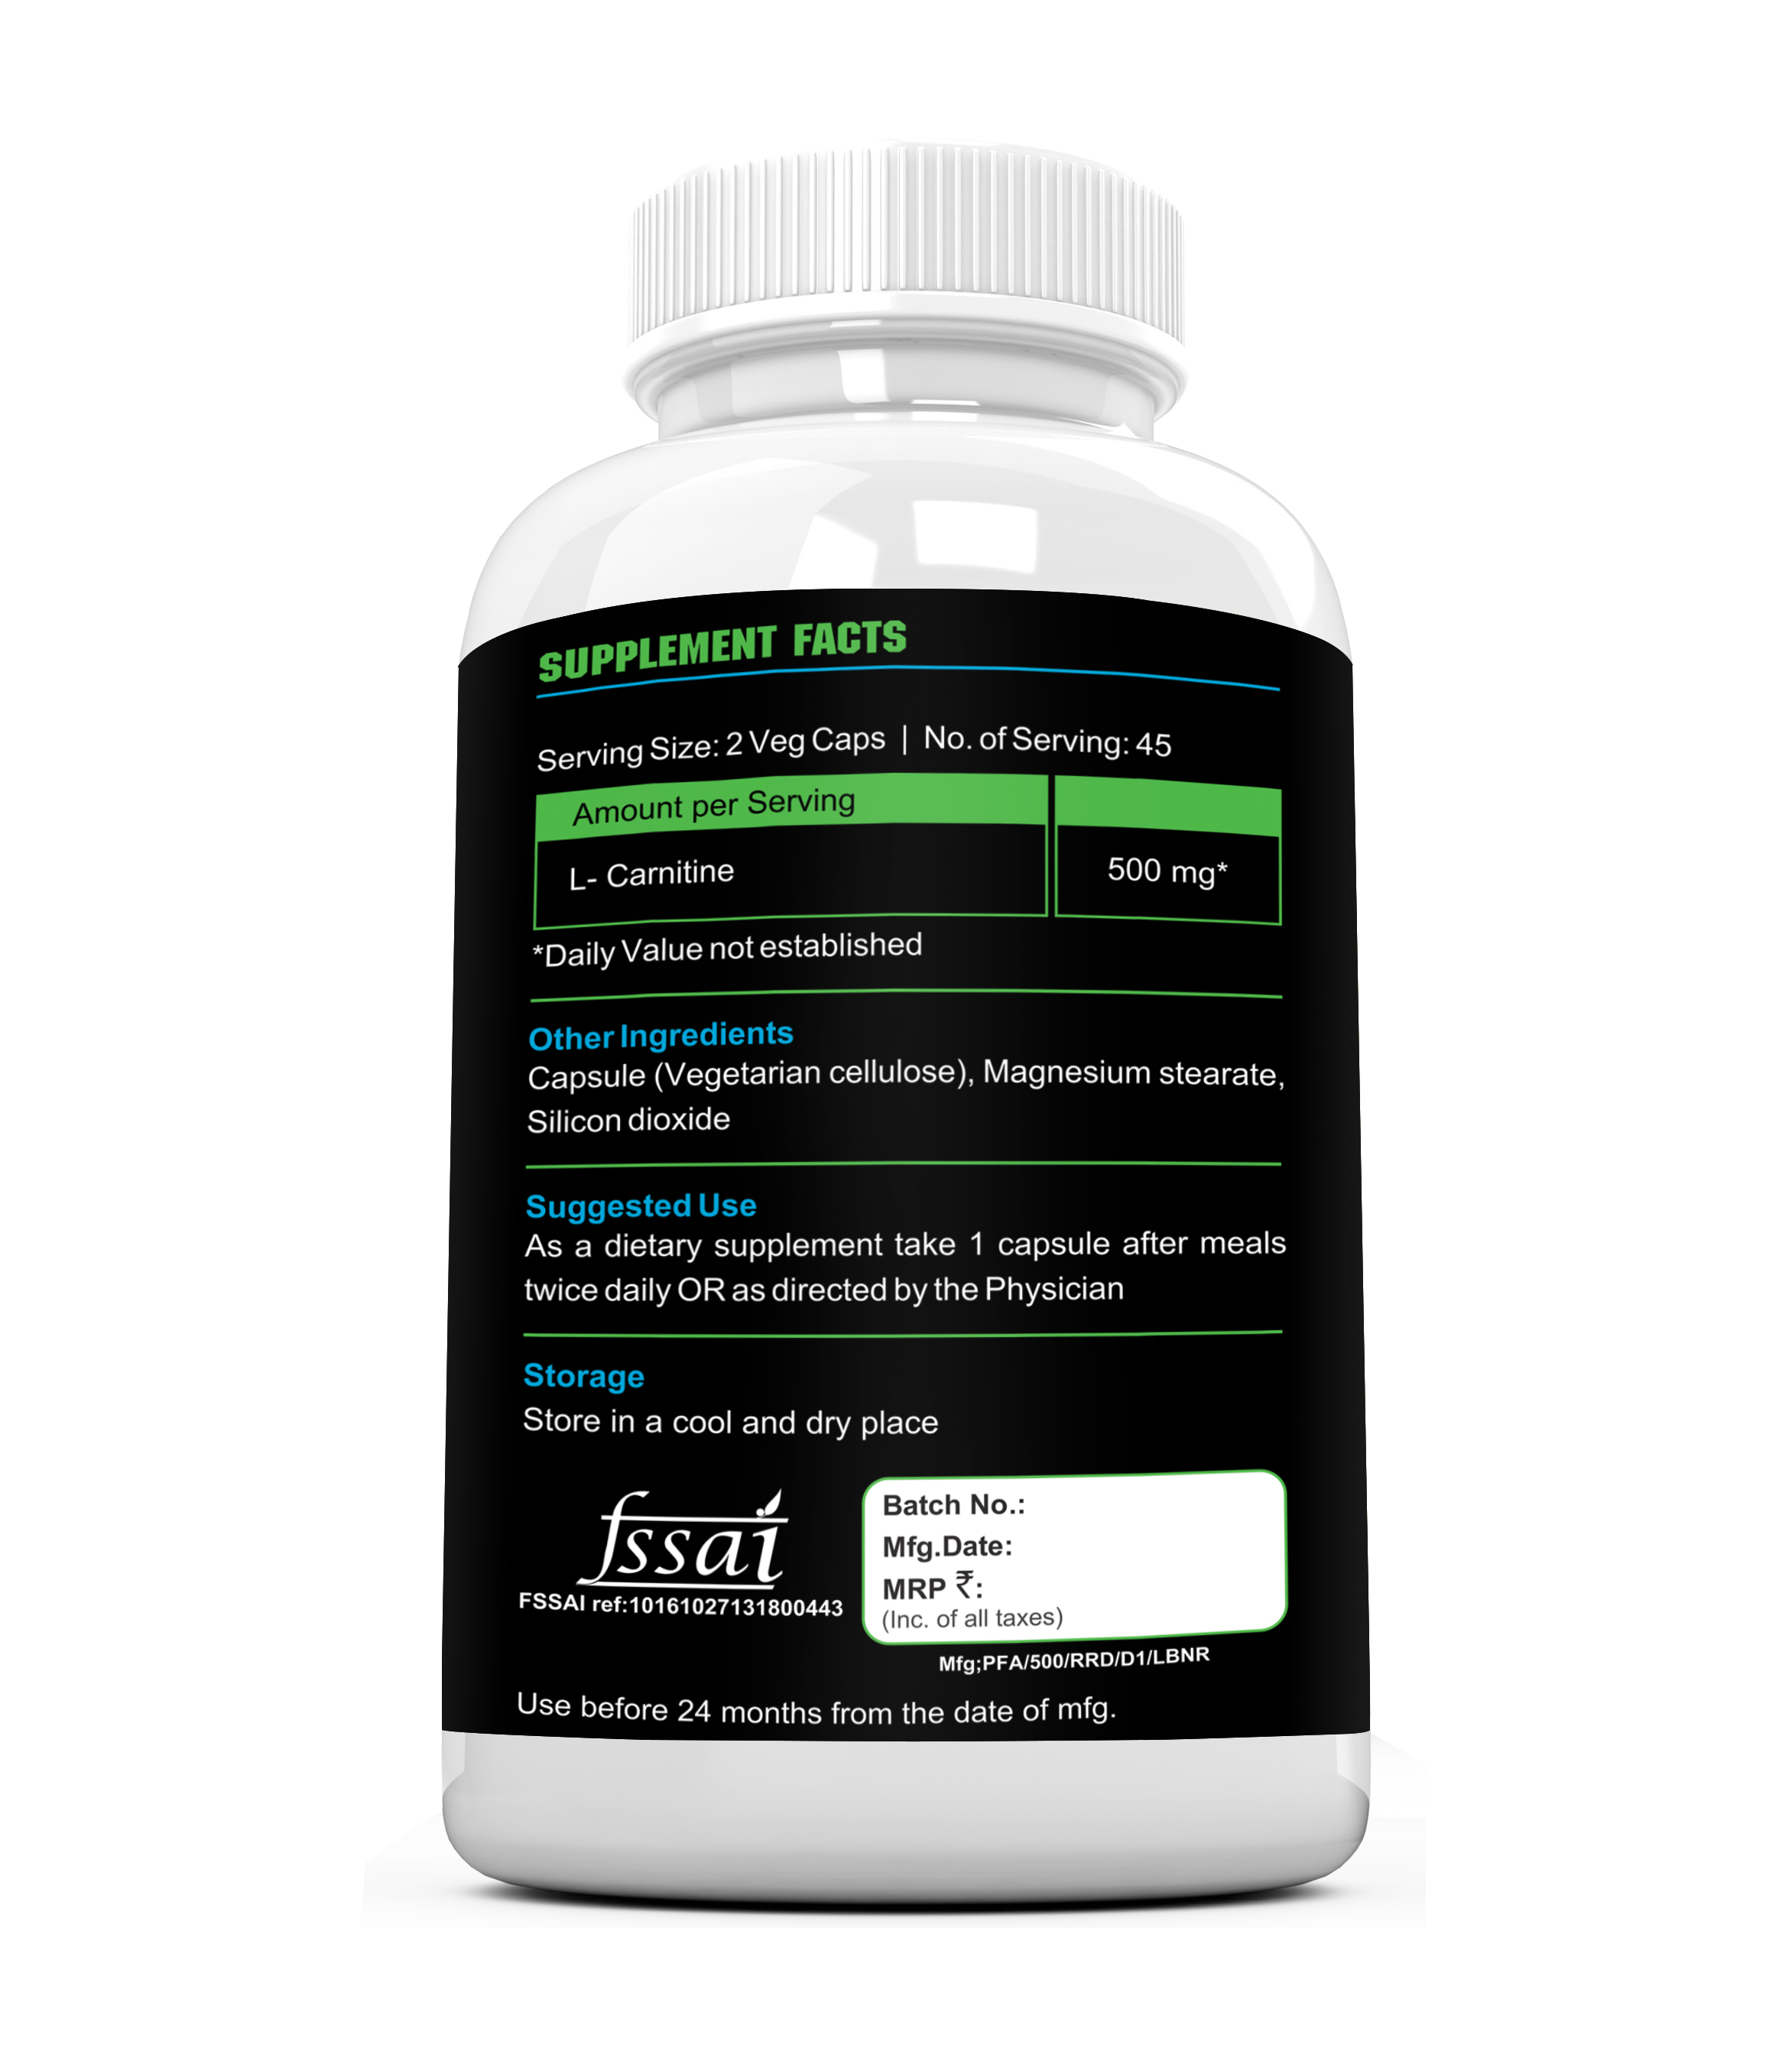 SUPPLEMENT FACTS
Serving Size: 2 Veg Caps | No. of Serving: 45
Amount per Serving
L- Carnitine 500 mg*
*Daily Value not established
Other Ingredients
Capsule (Vegetarian cellulose), Magnesium stearate,
Silicon dioxide
Suggested Use
As a dietary supplement take 1 capsule after meals
twice daily OR as directed by the Physician
Storage
Store in a cool and dry place
fssai
FSSAI ref:10161027131800443
Batch No.:
Mfg.Date:
MRP ₹:
(Inc. of all taxes)
Mfg;PFA/500/RRD/D1/LBNR
Use before 24 months from the date of mfg.